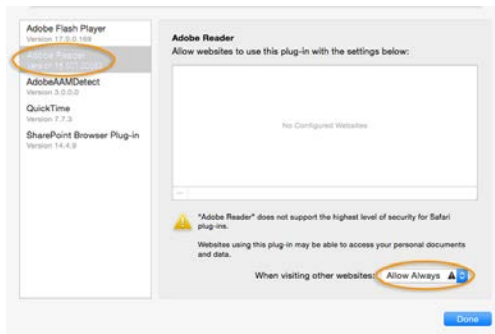 Adobe Flash Player
Version 17.0.0.169
Adobe Reader
AdobeAAMDetect
Version 3.0.0.0
QuickTime
Version 7.7.3
SharePoint Browser Plug-in
Version 14.4.9
Adobe Reader
Allow websites to use this plug-in with the settings below:
No Configured Websites
"Adobe Reader" does not support the highest level of security for Safari
plug-ins.
Websites using this plug-in may be able to access your personal documents
and data.
When visiting other websites: Allow Always
Done